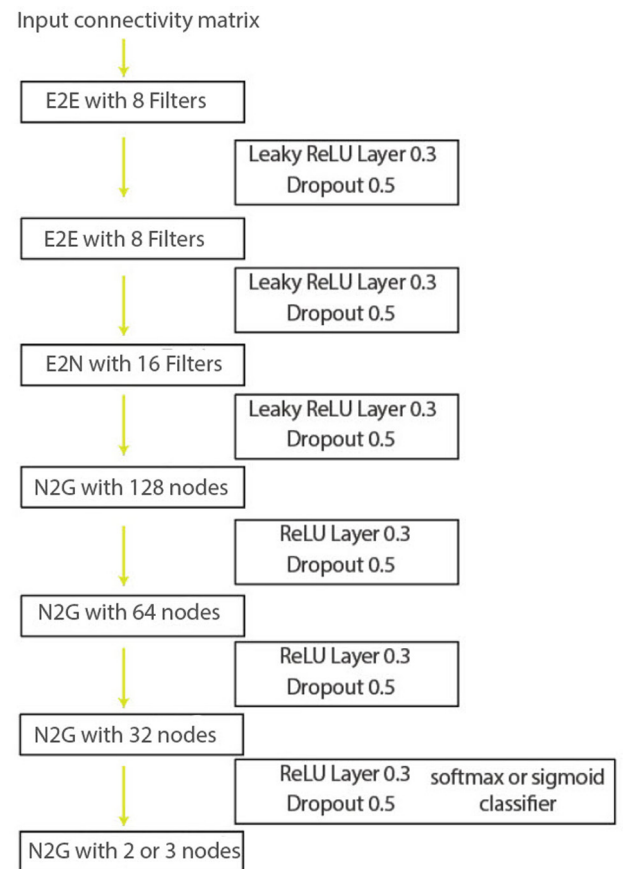 Input connectivity matrix
E2E with 8 Filters
Leaky ReLU Layer 0.3
Dropout 0.5
E2E with 8 Filters
Leaky ReLU Layer 0.3
Dropout 0.5
E2N with 16 Filters
Leaky ReLU Layer 0.3
Dropout 0.5
N2G with 128 nodes
ReLU Layer 0.3
Dropout 0.5
N2G with 64 nodes
ReLU Layer 0.3
Dropout 0.5
N2G with 32 nodes
ReLU Layer 0.3 softmax or sigmoid
Dropout 0.5 classifier
N2G with 2 or 3 nodes